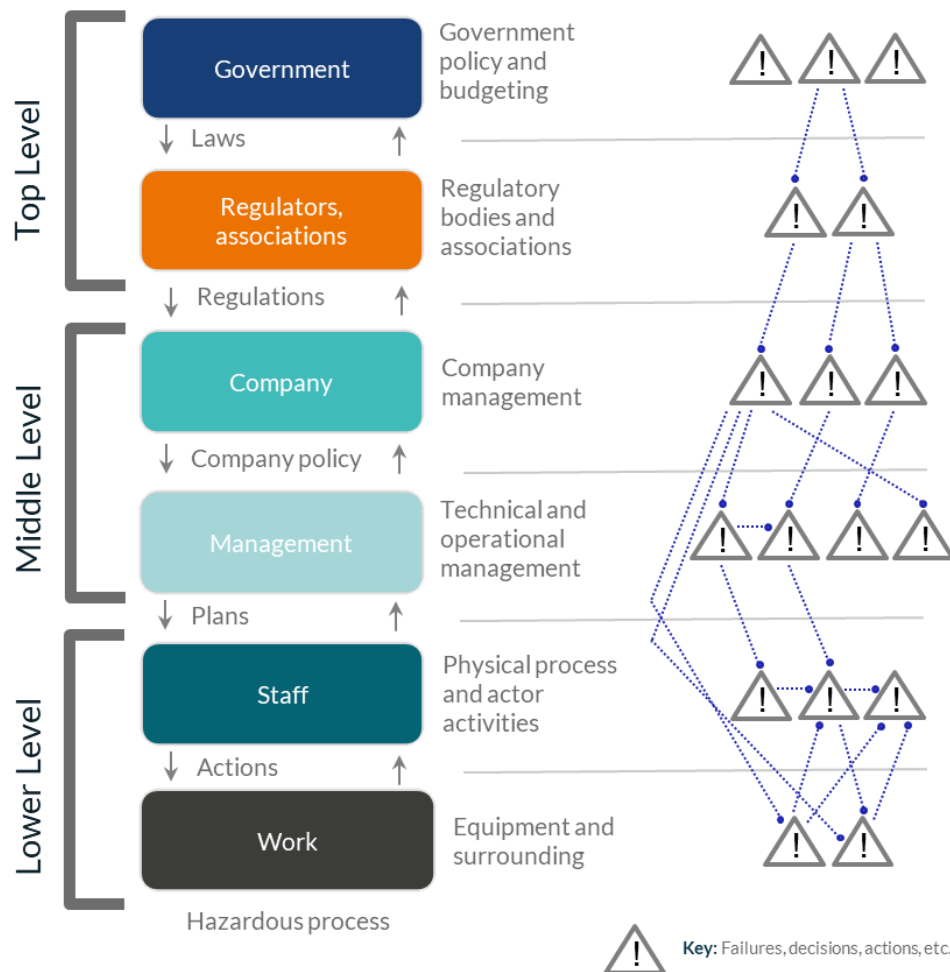 Top Level
Government
Government
policy and
budgeting
!
!
!
Laws
Regulators,
associations
Regulatory
bodies and
associations
!
!
Regulations
Middle Level
Company
Company
management
!
!
!
Company policy
Management
Technical and
operational
management
!
!
!
!
Plans
Lower Level
Staff
Physical process
and actor
activities
!
!
!
Actions
Work
Equipment and
surrounding
!
!
Hazardous process
!
Key: Failures, decisions, actions, etc.